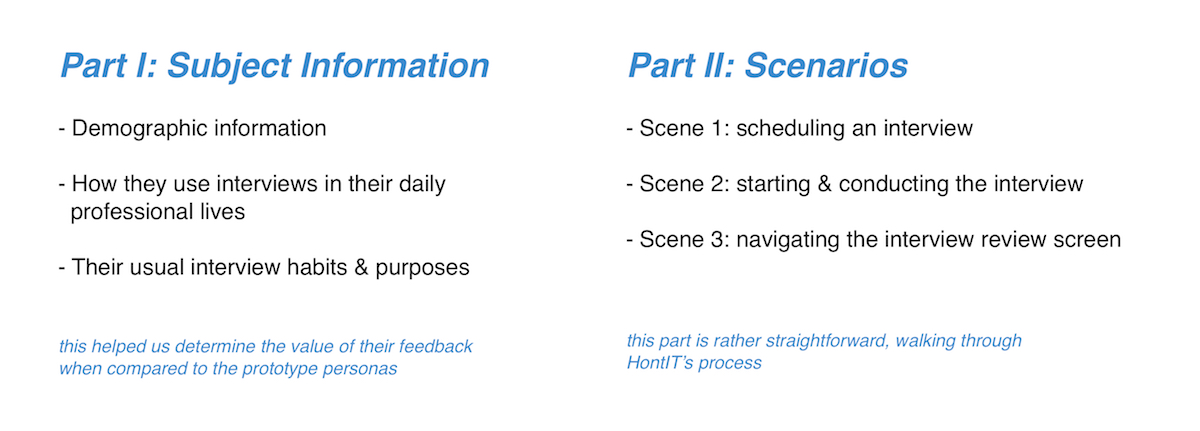 Part I: Subject Information
- Demographic information
- How they use interviews in their daily
professional lives
- Their usual interview habits & purposes
this helped us determine the value of their feedback
when compared to the prototype personas
Part II: Scenarios
- Scene 1: scheduling an interview
- Scene 2: starting & conducting the interview
- Scene 3: navigating the interview review screen
this part is rather straightforward, walking through
HontIT’s process